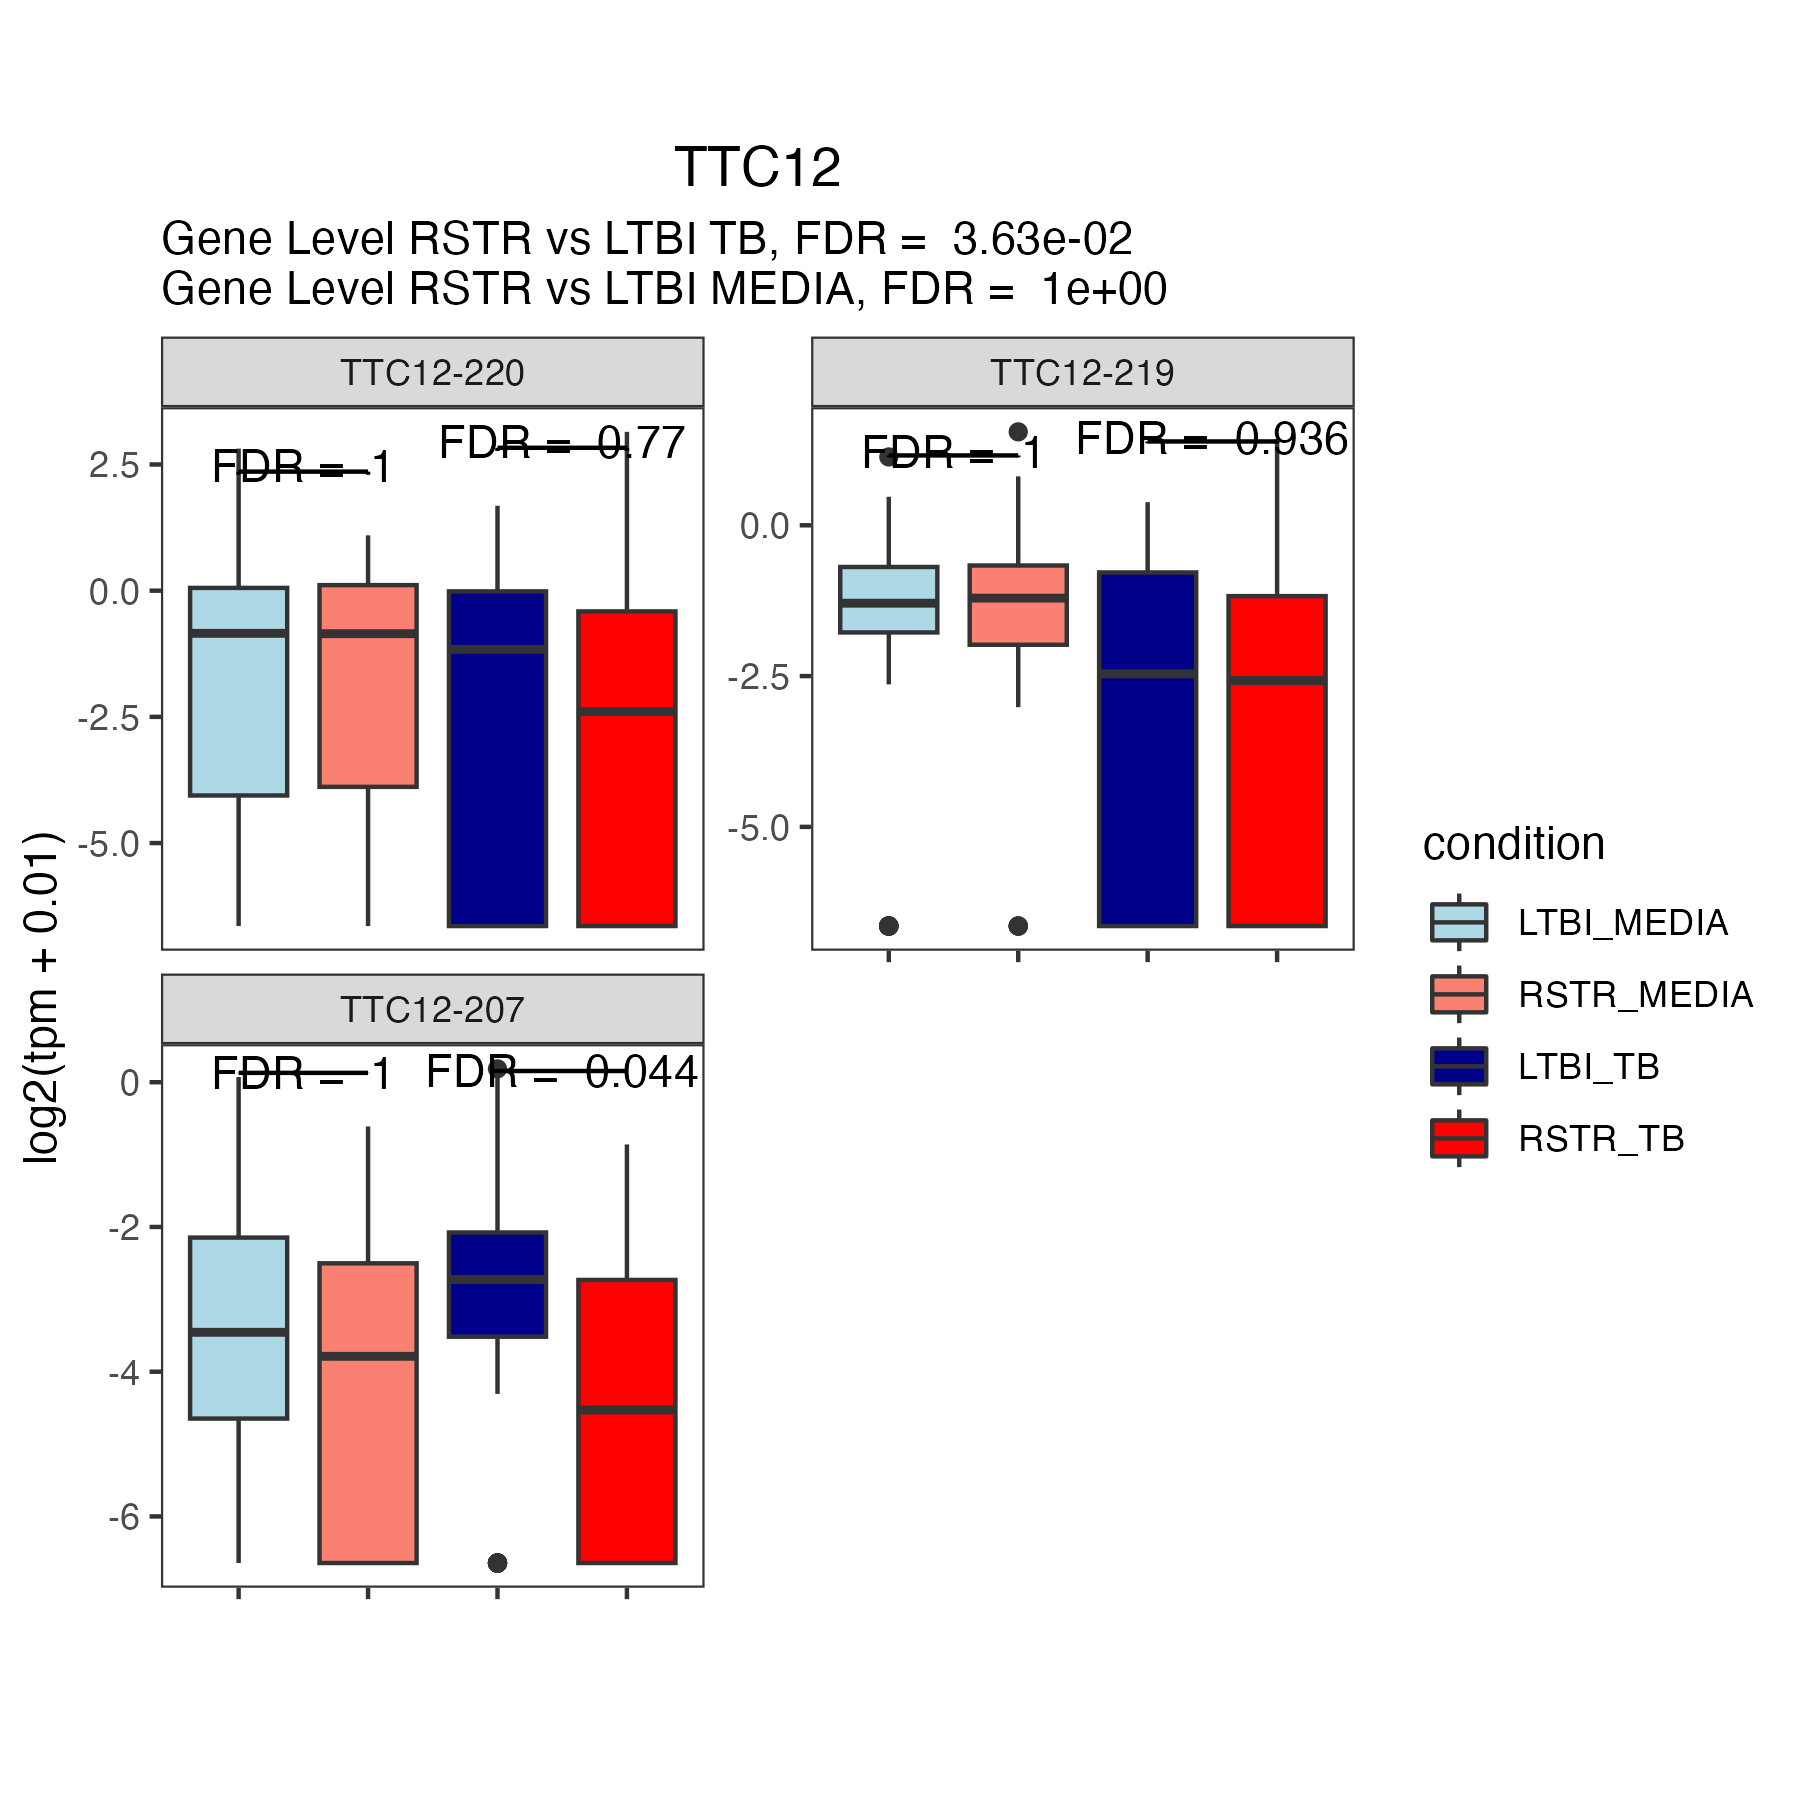 TTC12
Gene Level RSTR vs LTBI TB, FDR = 3.63e-02
Gene Level RSTR vs LTBI MEDIA, FDR = 1e+00
TTC12-220
FDR = 1
FDR = 0.77
2.5
0.0
-2.5
-5.0
TTC12-219
FDR = 1
FDR = 0.936
0.0
-2.5
-5.0
TTC12-207
FDR = 1
FDR = 0.044
0
-2
-4
-6
log2(tpm + 0.01)
condition
LTBI_MEDIA
RSTR_MEDIA
LTBI_TB
RSTR_TB